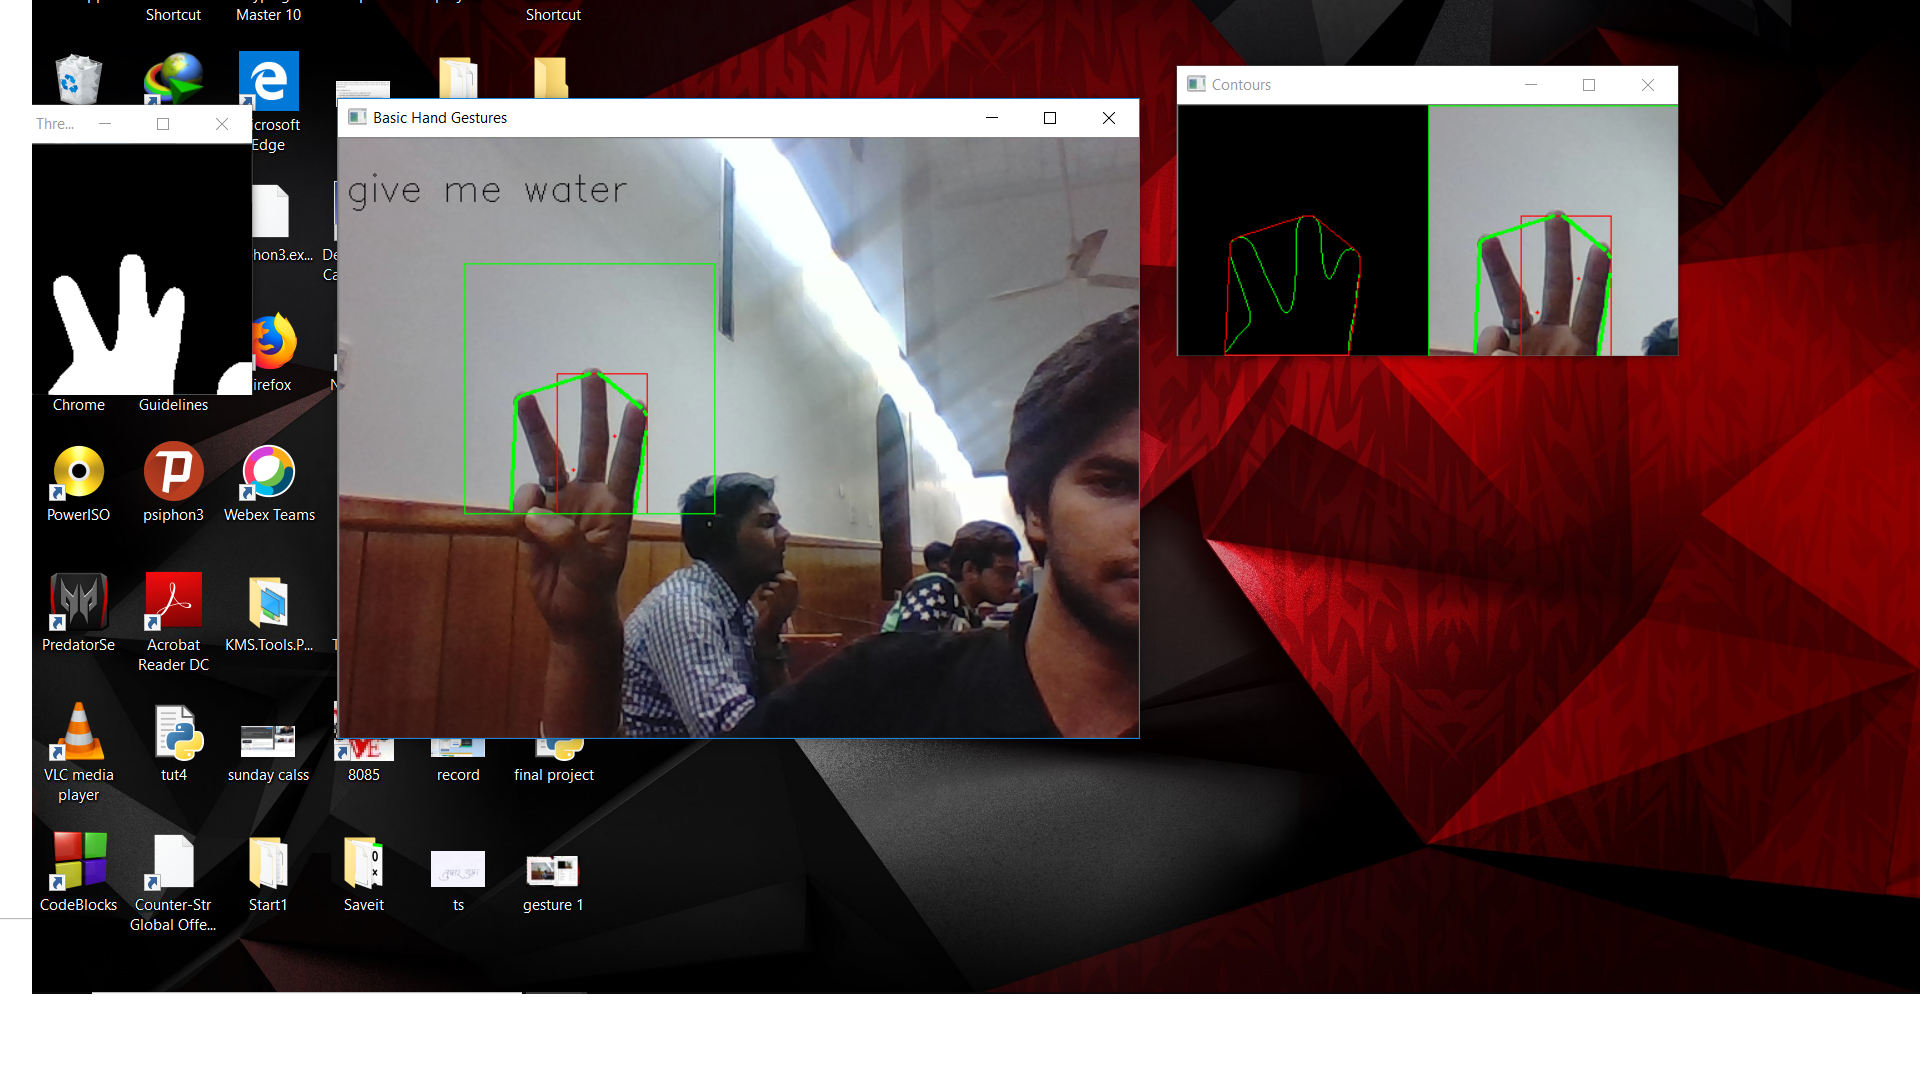 Shortcut
Master 10
Shortcut
Thre...
Basic Hand Gestures
Contours
give me water
crosoft
Edge
hon3.ex...
irefox
Chrome
Guidelines
PowerISO
psiphon3
Webex Teams
PredatorSe
Acrobat
Reader DC
KMS.Tools.P...
VLC media
player
tut4
sunday calss
8085
record
final project
CodeBlocks
Counter-Str
Global Offe...
Start1
Saveit
ts
gesture 1